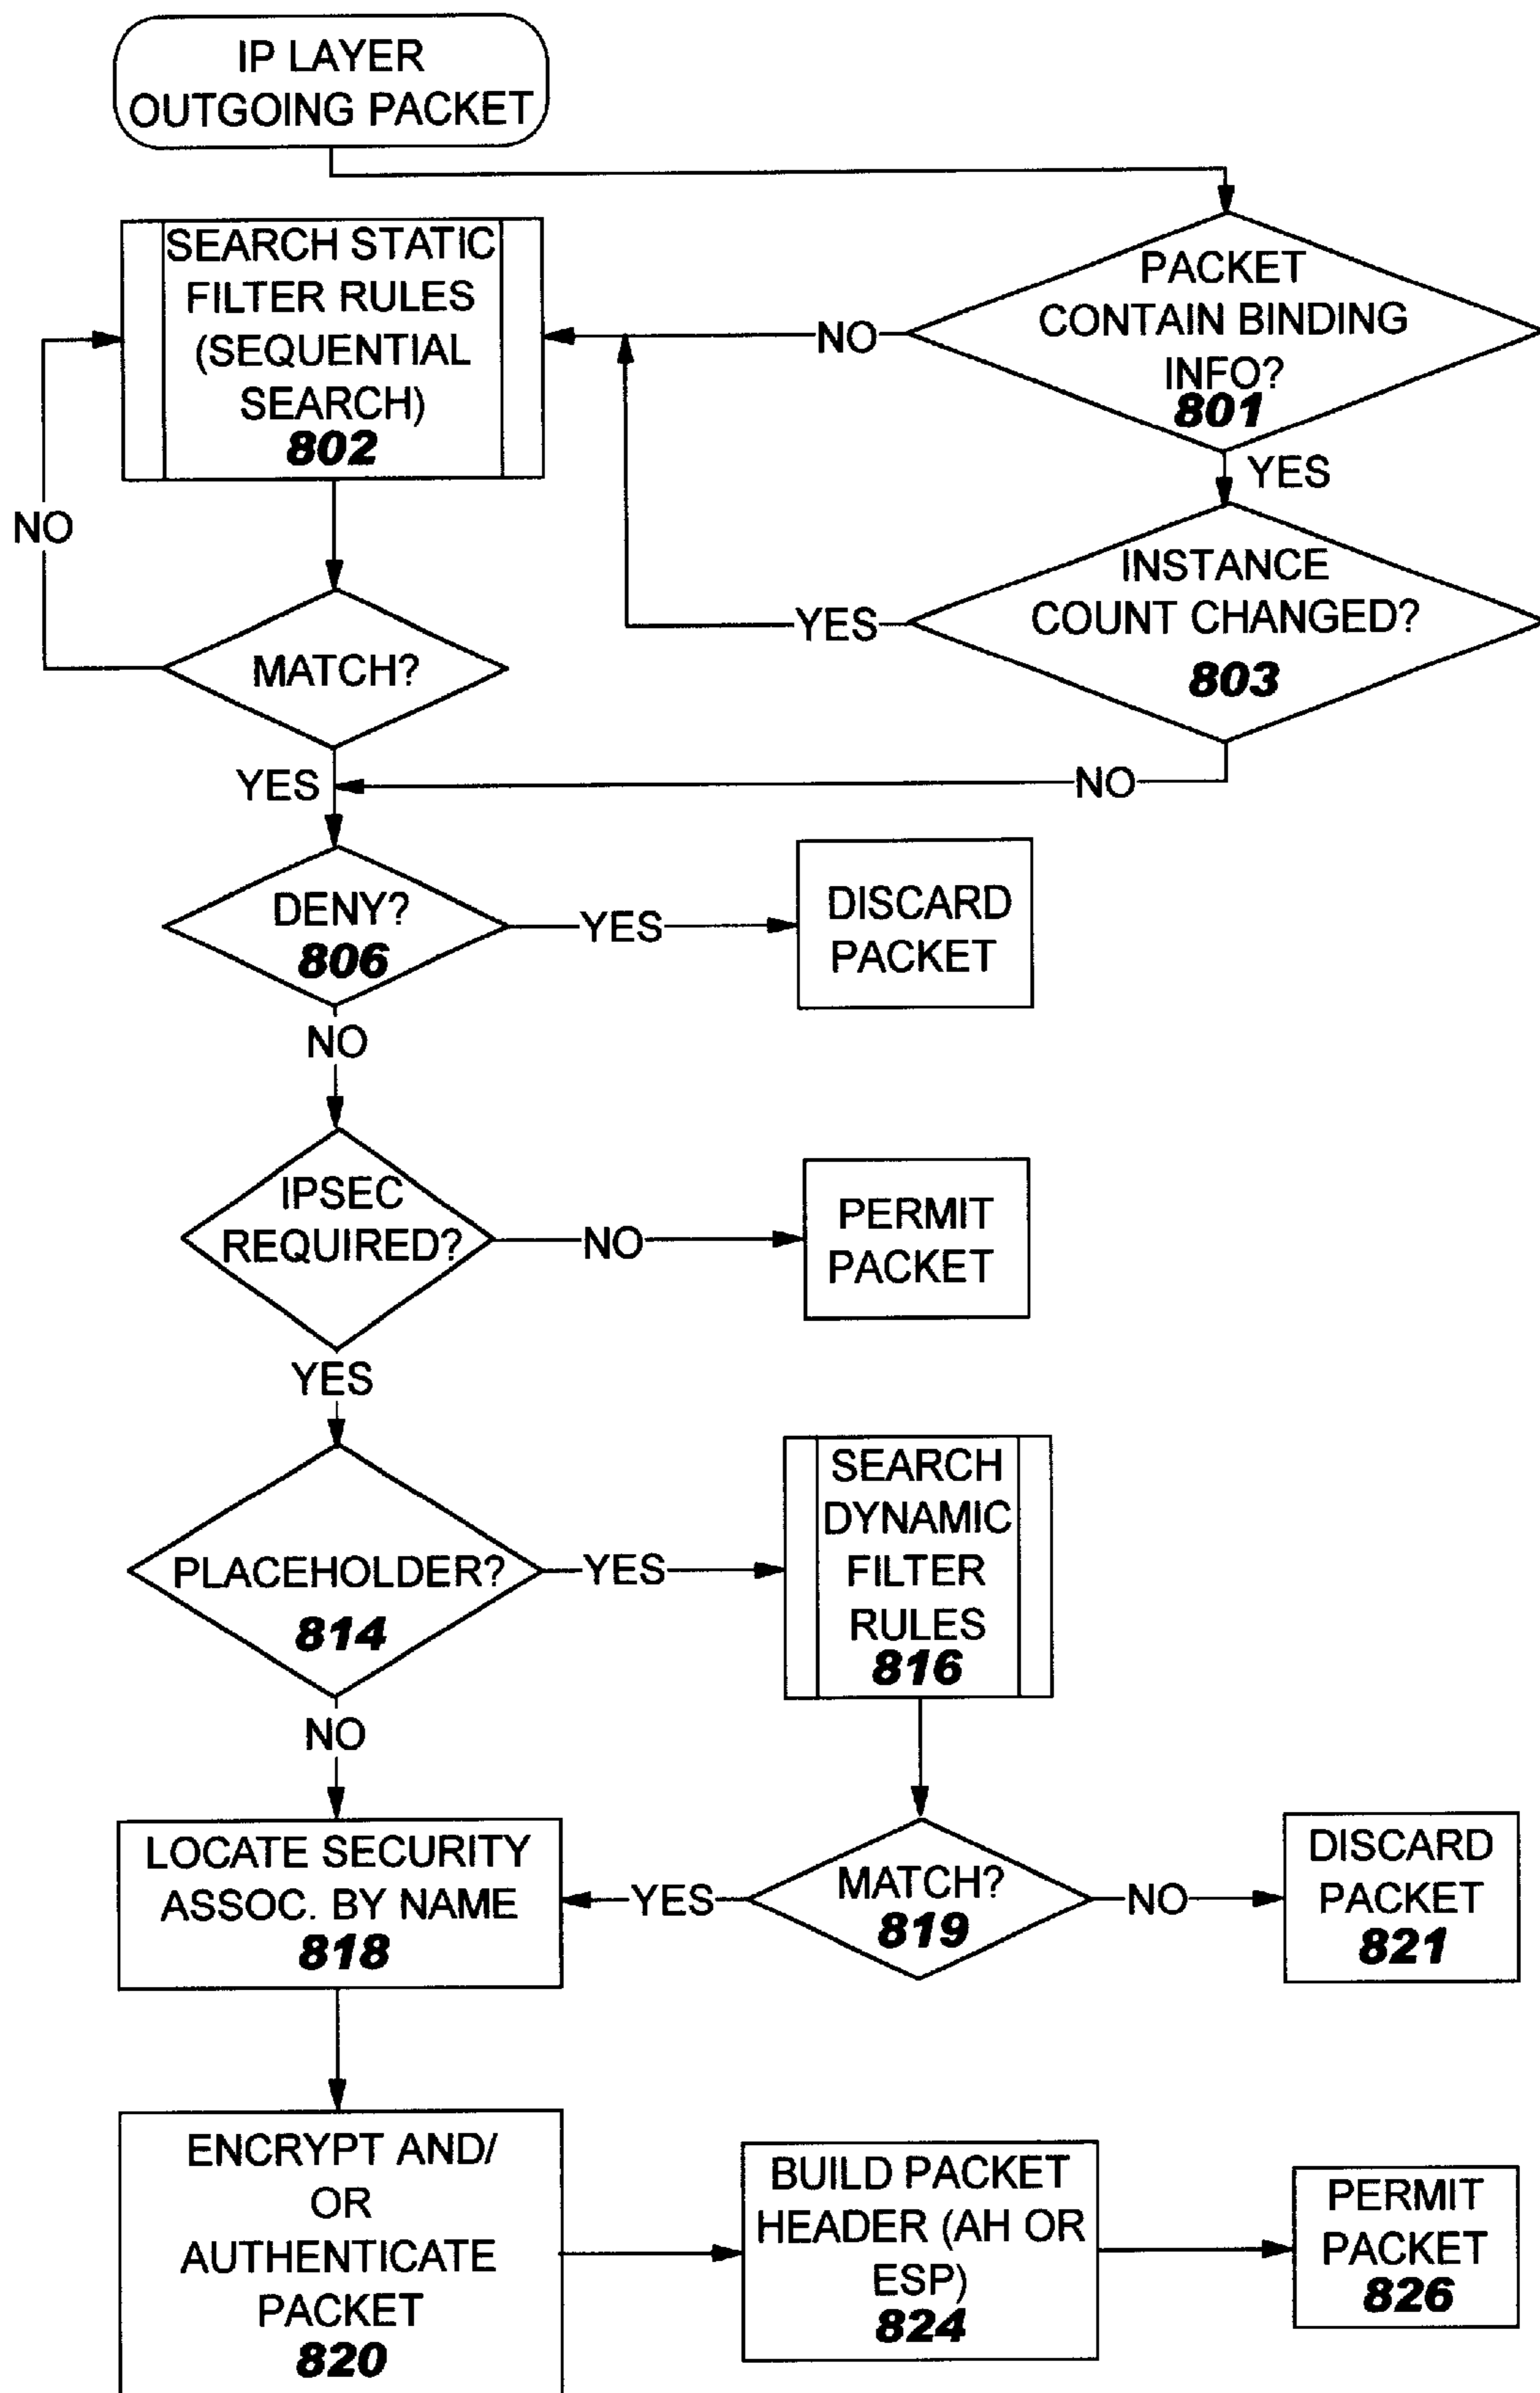 IP LAYER
OUTGOING PACKET
PACKET
CONTAIN BINDING
INFO?
801
NO
YES
SEARCH STATIC
FILTER RULES
(SEQUENTIAL
SEARCH)
802
NO
INSTANCE
COUNT CHANGED?
803
YES
NO
MATCH?
YES
DENY?
806
YES
DISCARD
PACKET
NO
IPSEC
REQUIRED?
NO
PERMIT
PACKET
YES
PLACEHOLDER?
814
YES
SEARCH
DYNAMIC
FILTER
RULES
816
NO
LOCATE SECURITY
ASSOC. BY NAME
818
YES
MATCH?
819
NO
DISCARD
PACKET
821
ENCRYPT AND/
OR
AUTHENTICATE
PACKET
820
BUILD PACKET
HEADER (AH OR
ESP)
824
PERMIT
PACKET
826